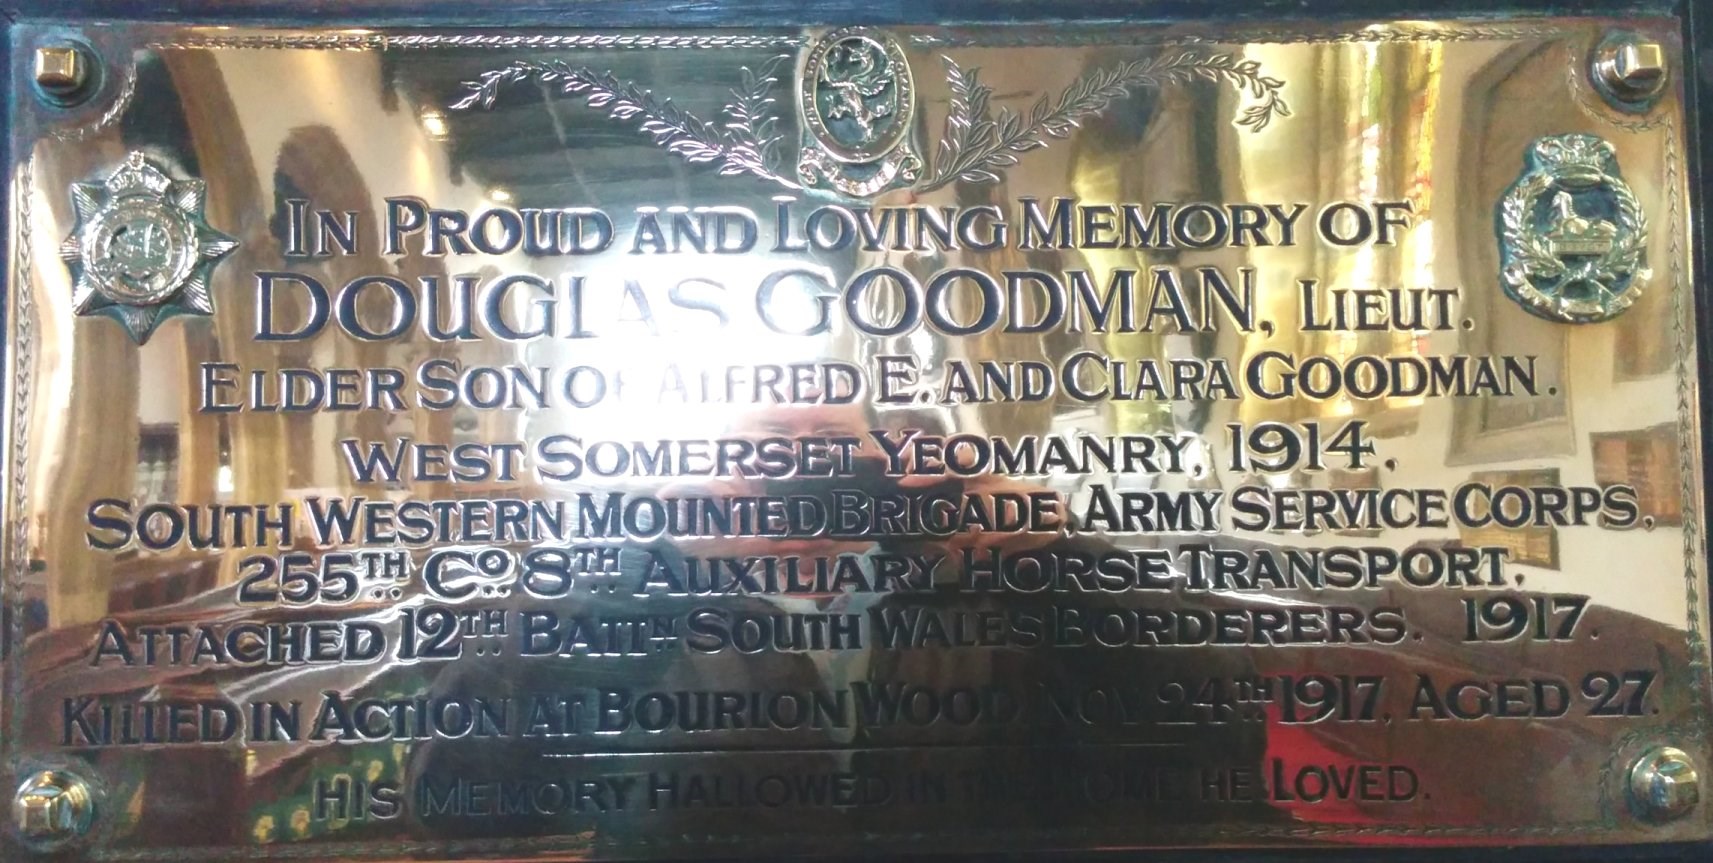 IN PROUD AND LOVING MEMORY OF
DOUGLAS GOODMAN, LIEUT.
ELDER SON OF ALFRED E. AND CLARA GOODMAN.
WEST SOMERSET YEOMANRY, 1914.
SOUTH WESTERN MOUNTED BRIGADE, ARMY SERVICE CORPS,
255TH CO 8TH AUXILIARY HORSE TRANSPORT.
ATTACHED 12TH BATTN SOUTH WALES BORDERERS. 1917.
KILLED IN ACTION AT BOURLON WOOD NOV 24TH 1917. AGED 27.
HIS MEMORY HALLOWED IN THE HOME HE LOVED.